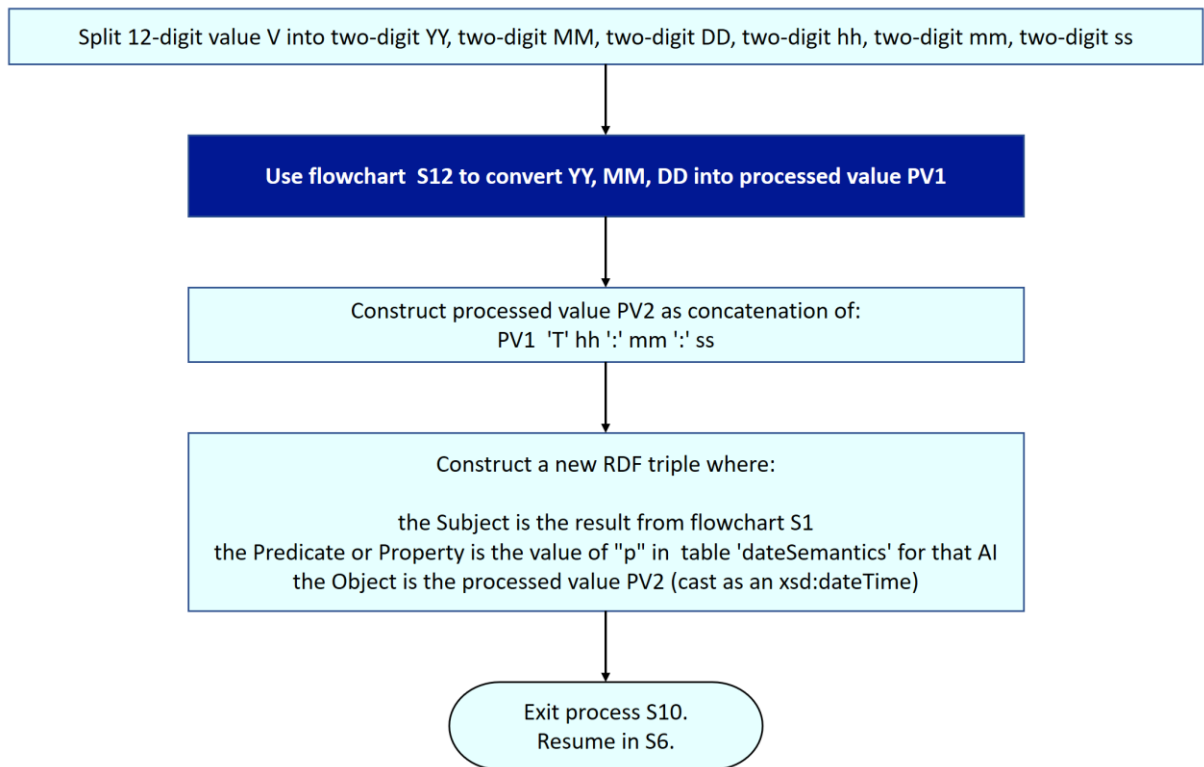 Split 12-digit value V into two-digit YY, two-digit MM, two-digit DD, two-digit hh, two-digit mm, two-digit ss
Use flowchart  S12 to convert YY, MM, DD into processed value PV1
Construct processed value PV2 as concatenation of:
PV1  'T' hh ':' mm ':' ss
Construct a new RDF triple where:
the Subject is the result from flowchart S1
the Predicate or Property is the value of "p" in  table 'dateSemantics' for that AI
the Object is the processed value PV2 (cast as an xsd:dateTime)
Exit process S10.
Resume in S6.